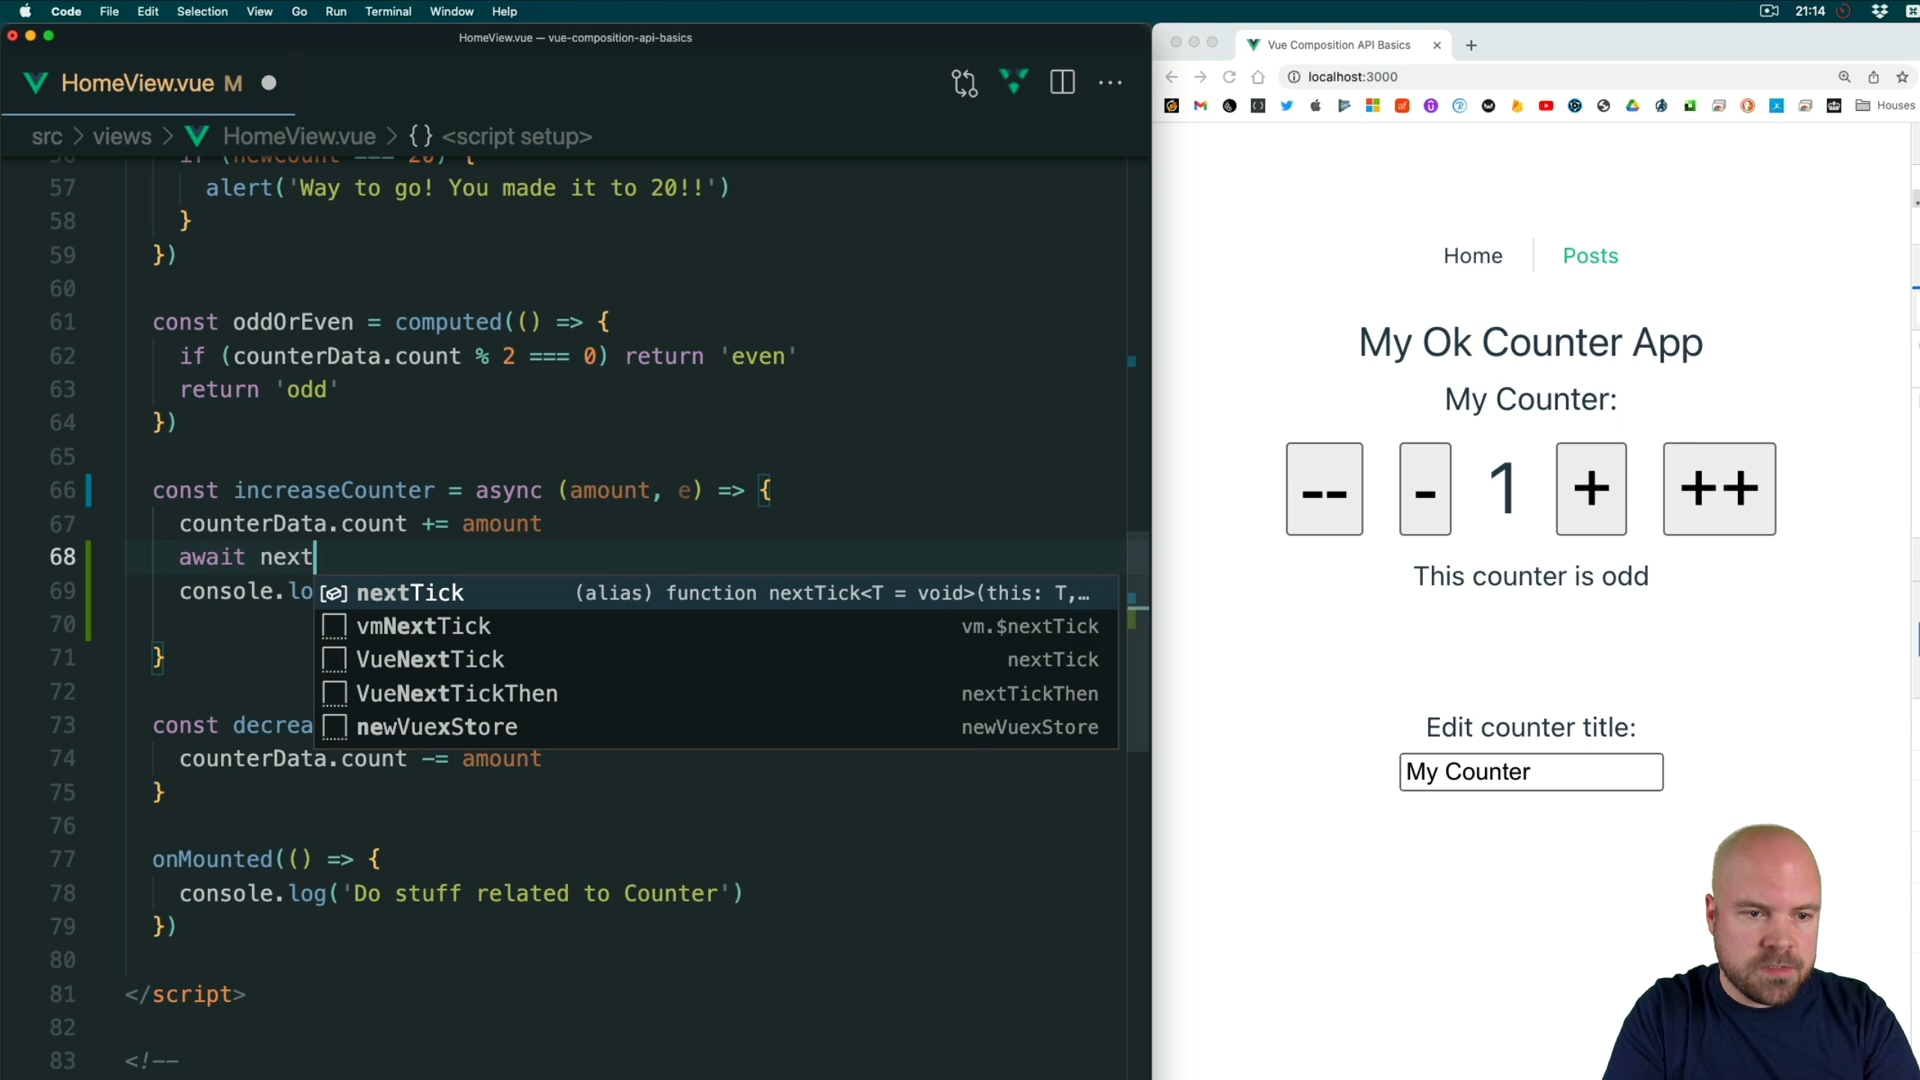 Code File Edit Selection View Go Run Terminal Window Help 21:14
HomeView.vue — vue-composition-api-basics
HomeView.vue M
src > views > HomeView.vue > {} <script setup>
56 if (newCount === 20) {
57 alert('Way to go! You made it to 20!!')
58 }
59 })
60
61 const oddOrEven = computed(() => {
62 if (counterData.count % 2 === 0) return 'even'
63 return 'odd'
64 })
65
66 const increaseCounter = async (amount, e) => {
67 counterData.count += amount
68 await next
69 console.lo
70
71 }
72
73 const decrea
74 counterData.count -= amount
75 }
76
77 onMounted(() => {
78 console.log('Do stuff related to Counter')
79 })
80
81 </script>
82
83 <!--
nextTick (alias) function nextTick<T = void>(this: T,…
vmNextTick vm.$nextTick
VueNextTick nextTick
VueNextTickThen nextTickThen
newVuexStore newVuexStore
Vue Composition API Basics
localhost:3000
Houses
Home Posts
My Ok Counter App
My Counter:
-- - 1 + ++
This counter is odd
Edit counter title:
My Counter